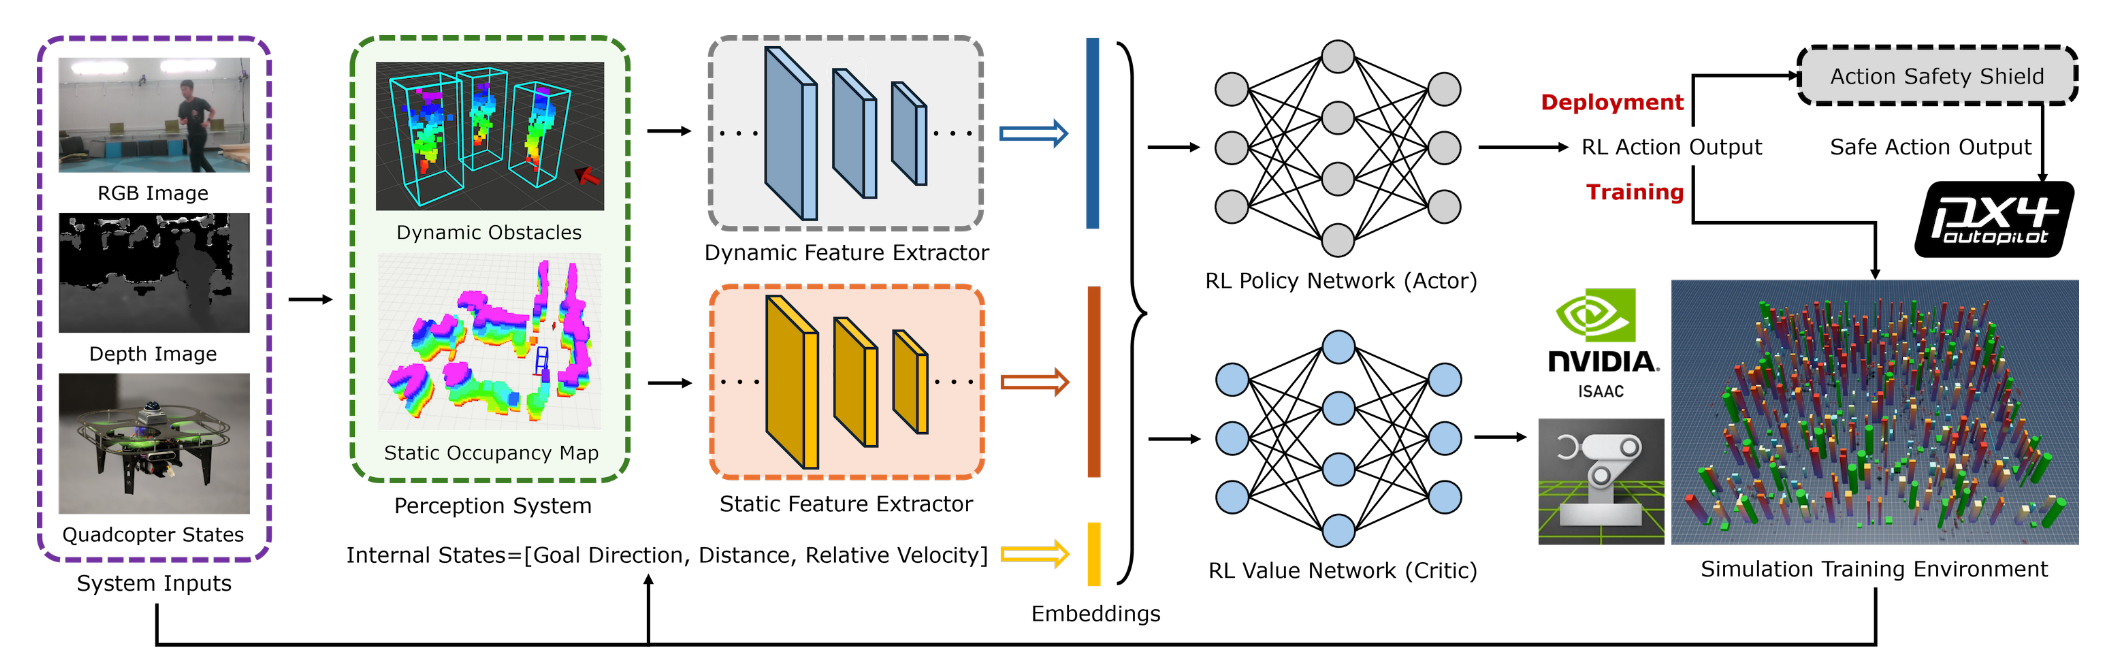 RGB Image
Depth Image
Quadcopter States
System Inputs
Dynamic Obstacles
Static Occupancy Map
Perception System
Dynamic Feature Extractor
Static Feature Extractor
Internal States=[Goal Direction, Distance, Relative Velocity]
Embeddings
RL Policy Network (Actor)
RL Value Network (Critic)
Deployment
RL Action Output
Training
Action Safety Shield
Safe Action Output
px4
autopilot
NVIDIA.
ISAAC
Simulation Training Environment